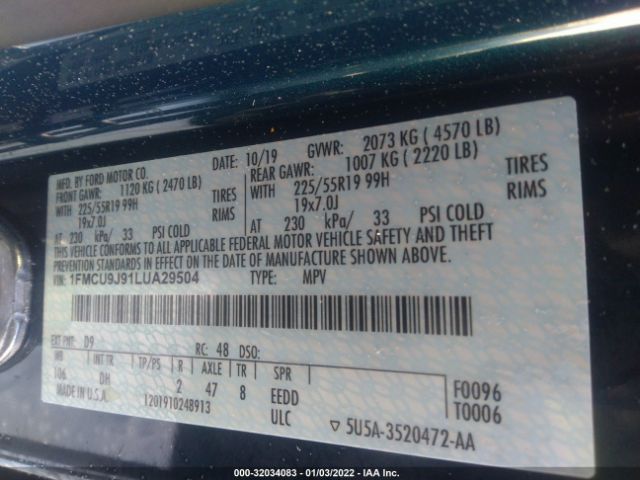 MFD. BY FORD MOTOR CO.
DATE: 10/19 GVWR: 2073 KG ( 4570 LB)
FRONT GAWR: 1120 KG ( 2470 LB)
REAR GAWR: 1007 KG ( 2220 LB)
WITH 225/55R19 99H TIRES
WITH 225/55R19 99H TIRES
19x7.0J RIMS
19x7.0J RIMS
AT 230 kPa/ 33 PSI COLD
AT 230 kPa/ 33 PSI COLD
THIS VEHICLE CONFORMS TO ALL APPLICABLE FEDERAL MOTOR VEHICLE SAFETY AND THEFT
PREVENTION STANDARDS IN EFFECT ON THE DATE OF MANUFACTURE SHOWN ABOVE.
VIN: 1FMCU9J91LUA29504 TYPE: MPV
EXT PNT: D9 RC: 48 DSO:
WB INT TR TP/PS R AXLE TR SPR
106 DH 2 47 8 EEDD F0096
MADE IN U.S.A. 1201910248913 ULC T0006
▽ 5U5A-3520472-AA
000-32034083 - 01/03/2022 - IAA Inc.